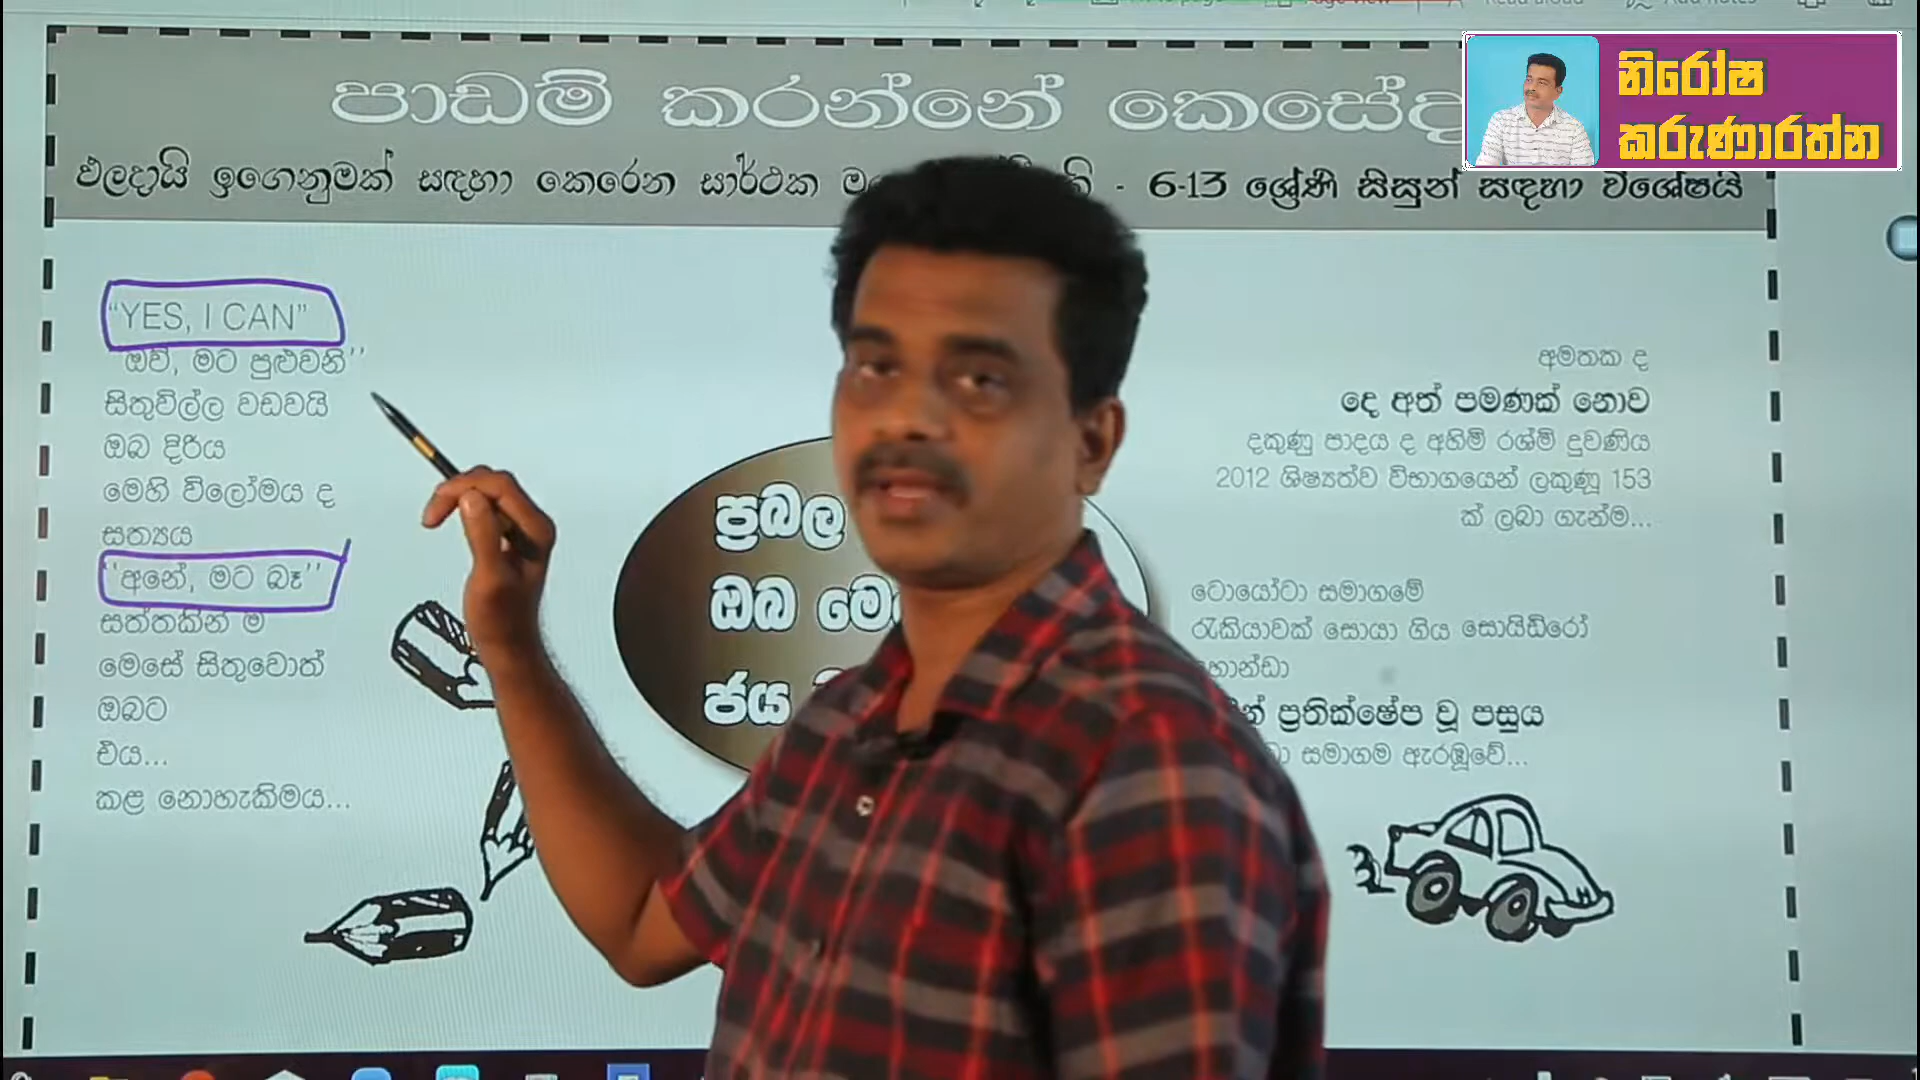 පාඩම් කරන්නේ කෙසේද
නිරෝෂ
කරුණාරත්න
ඵලදායි ඉගෙනුමක් සඳහා කෙරෙන සාර්ථක - 6-13 ශ්‍රේණි සිසුන් සඳහා විශේෂයි
“YES, I CAN”
“ඔව්, මට පුළුවනි”
සිතුවිල්ල වඩවයි
ඔබ දිරිය
මෙහි විලෝමය ද
සත්‍යය
“අනේ, මට බෑ”
සත්තකින් ම
මෙසේ සිතුවොත්
ඔබට
එය...
කළ නොහැකිමය...
ප්‍රබල
ඔබ
ජය
අමතක ද
දෙ අත් පමණක් නොව
දකුණු පාදය ද අහිමි රශ්මි දුවණිය
2012 ශිෂ්‍යත්ව විභාගයෙන් ලකුණු 153
ක් ලබා ගැන්ම...
ටොයෝටා සමාගමේ
රැකියාවක් සොයා ගිය සොයිඩ්රෝ
හොන්ඩා
ප්‍රතික්ෂේප වූ පසුය
සමාගම ඇරඹූවේ...